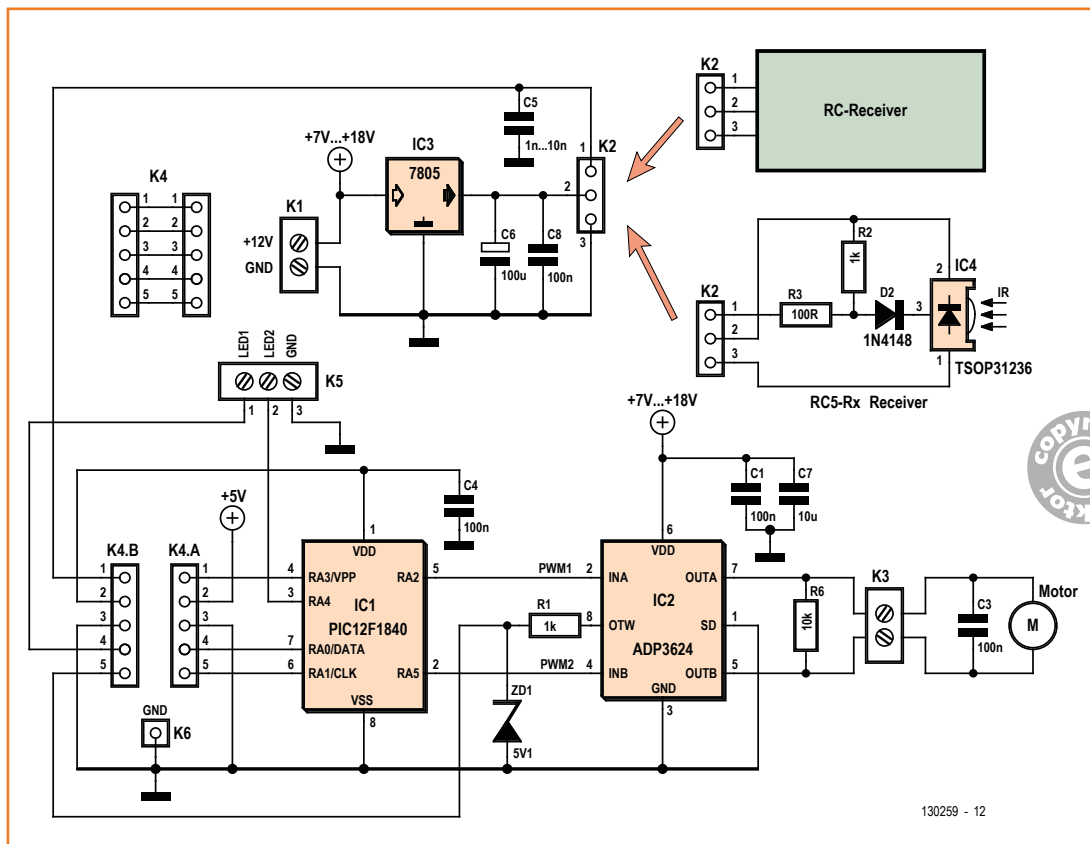 K2
1
2
3
RC-Receiver
C5
1n...10n
+7V...+18V
IC3
7805
K2
1
2
3
C6
100u
C8
100n
K1
+12V
GND
K4
1 1
2 2
3 3
4 4
5 5
K2
1
2
3
R3
100R
R2
1k
D2
1N4148
IC4
2
3
1
IR
TSOP31236
RC5-Rx Receiver
LED1
LED2
GND
K5
1 2 3
+5V
K4.B
1
2
3
4
5
K4.A
1
2
3
4
5
GND
K6
C4
100n
1
VDD
4 RA3/VPP
3 RA4
7 RA0/DATA
6 RA1/CLK
RA2 5
RA5 2
IC1
PIC12F1840
VSS
8
PWM1
R1
1k
PWM2
ZD1
5V1
+7V...+18V
C1
100n
C7
10u
6
VDD
2 INA
8 OTW
4 INB
OUTA 7
SD 1
OUTB 5
IC2
ADP3624
GND
3
R6
10k
K3
C3
100n
Motor
M
copyri
e
ektor
130259 - 12